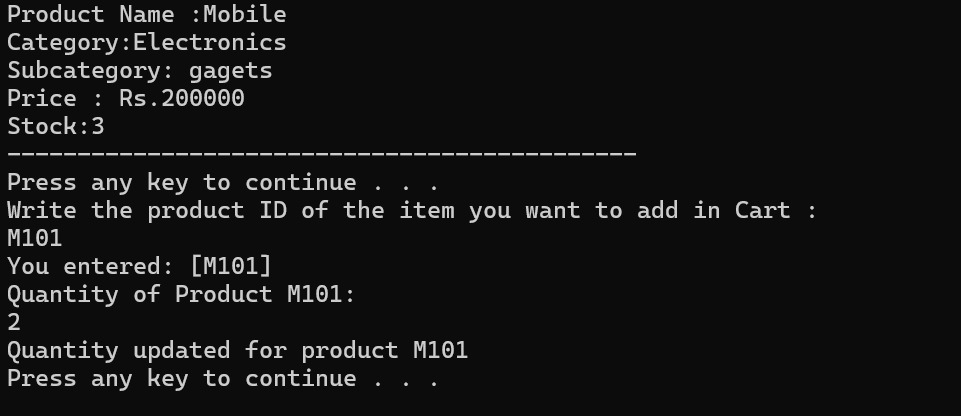 Product Name :Mobile
Category:Electronics
Subcategory: gagets
Price : Rs.200000
Stock:3
---------------------------------------------
Press any key to continue . . .
Write the product ID of the item you want to add in Cart :
M101
You entered: [M101]
Quantity of Product M101:
2
Quantity updated for product M101
Press any key to continue . . .